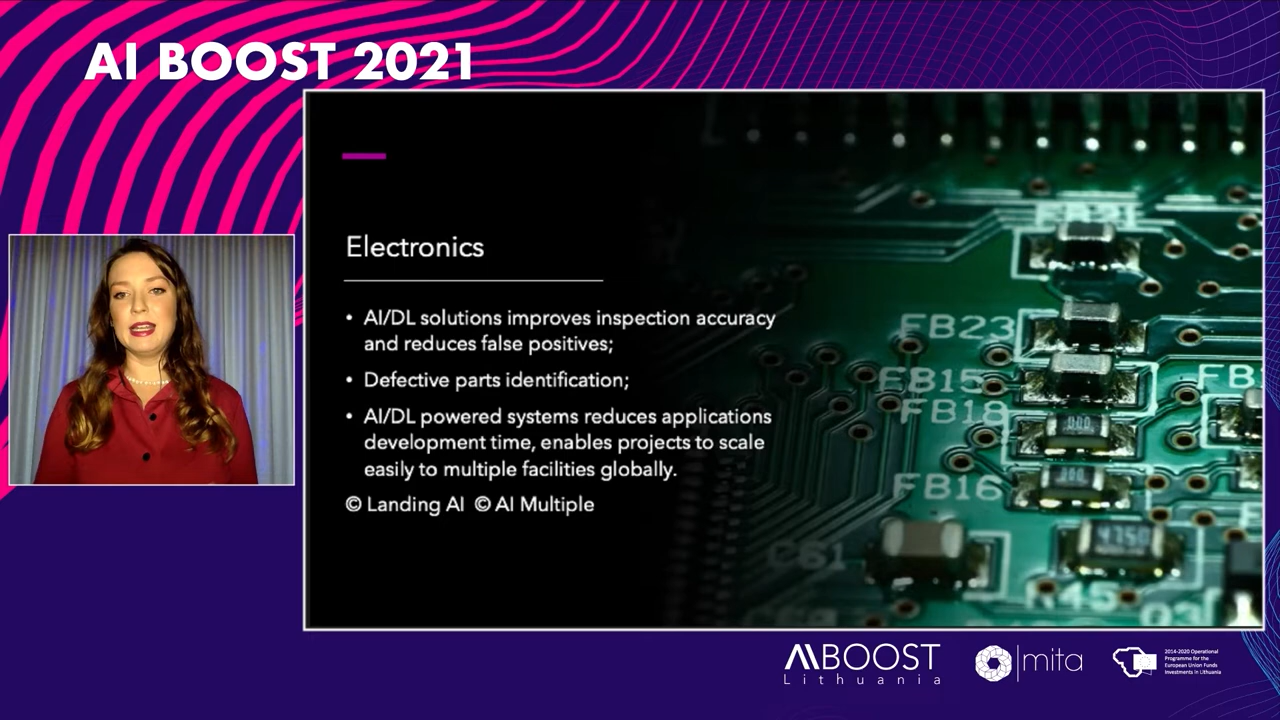 AI BOOST 2021
Electronics
• AI/DL solutions improves inspection accuracy
and reduces false positives;
• Defective parts identification;
• AI/DL powered systems reduces applications
development time, enables projects to scale
easily to multiple facilities globally.
© Landing AI © AI Multiple
FB21
FB23
FB15
FB18
FB16
C61
4750
R45
AIBOOST
Lithuania
mita
2014-2020 Operational
Programme for the
European Union Funds
Investments in Lithuania